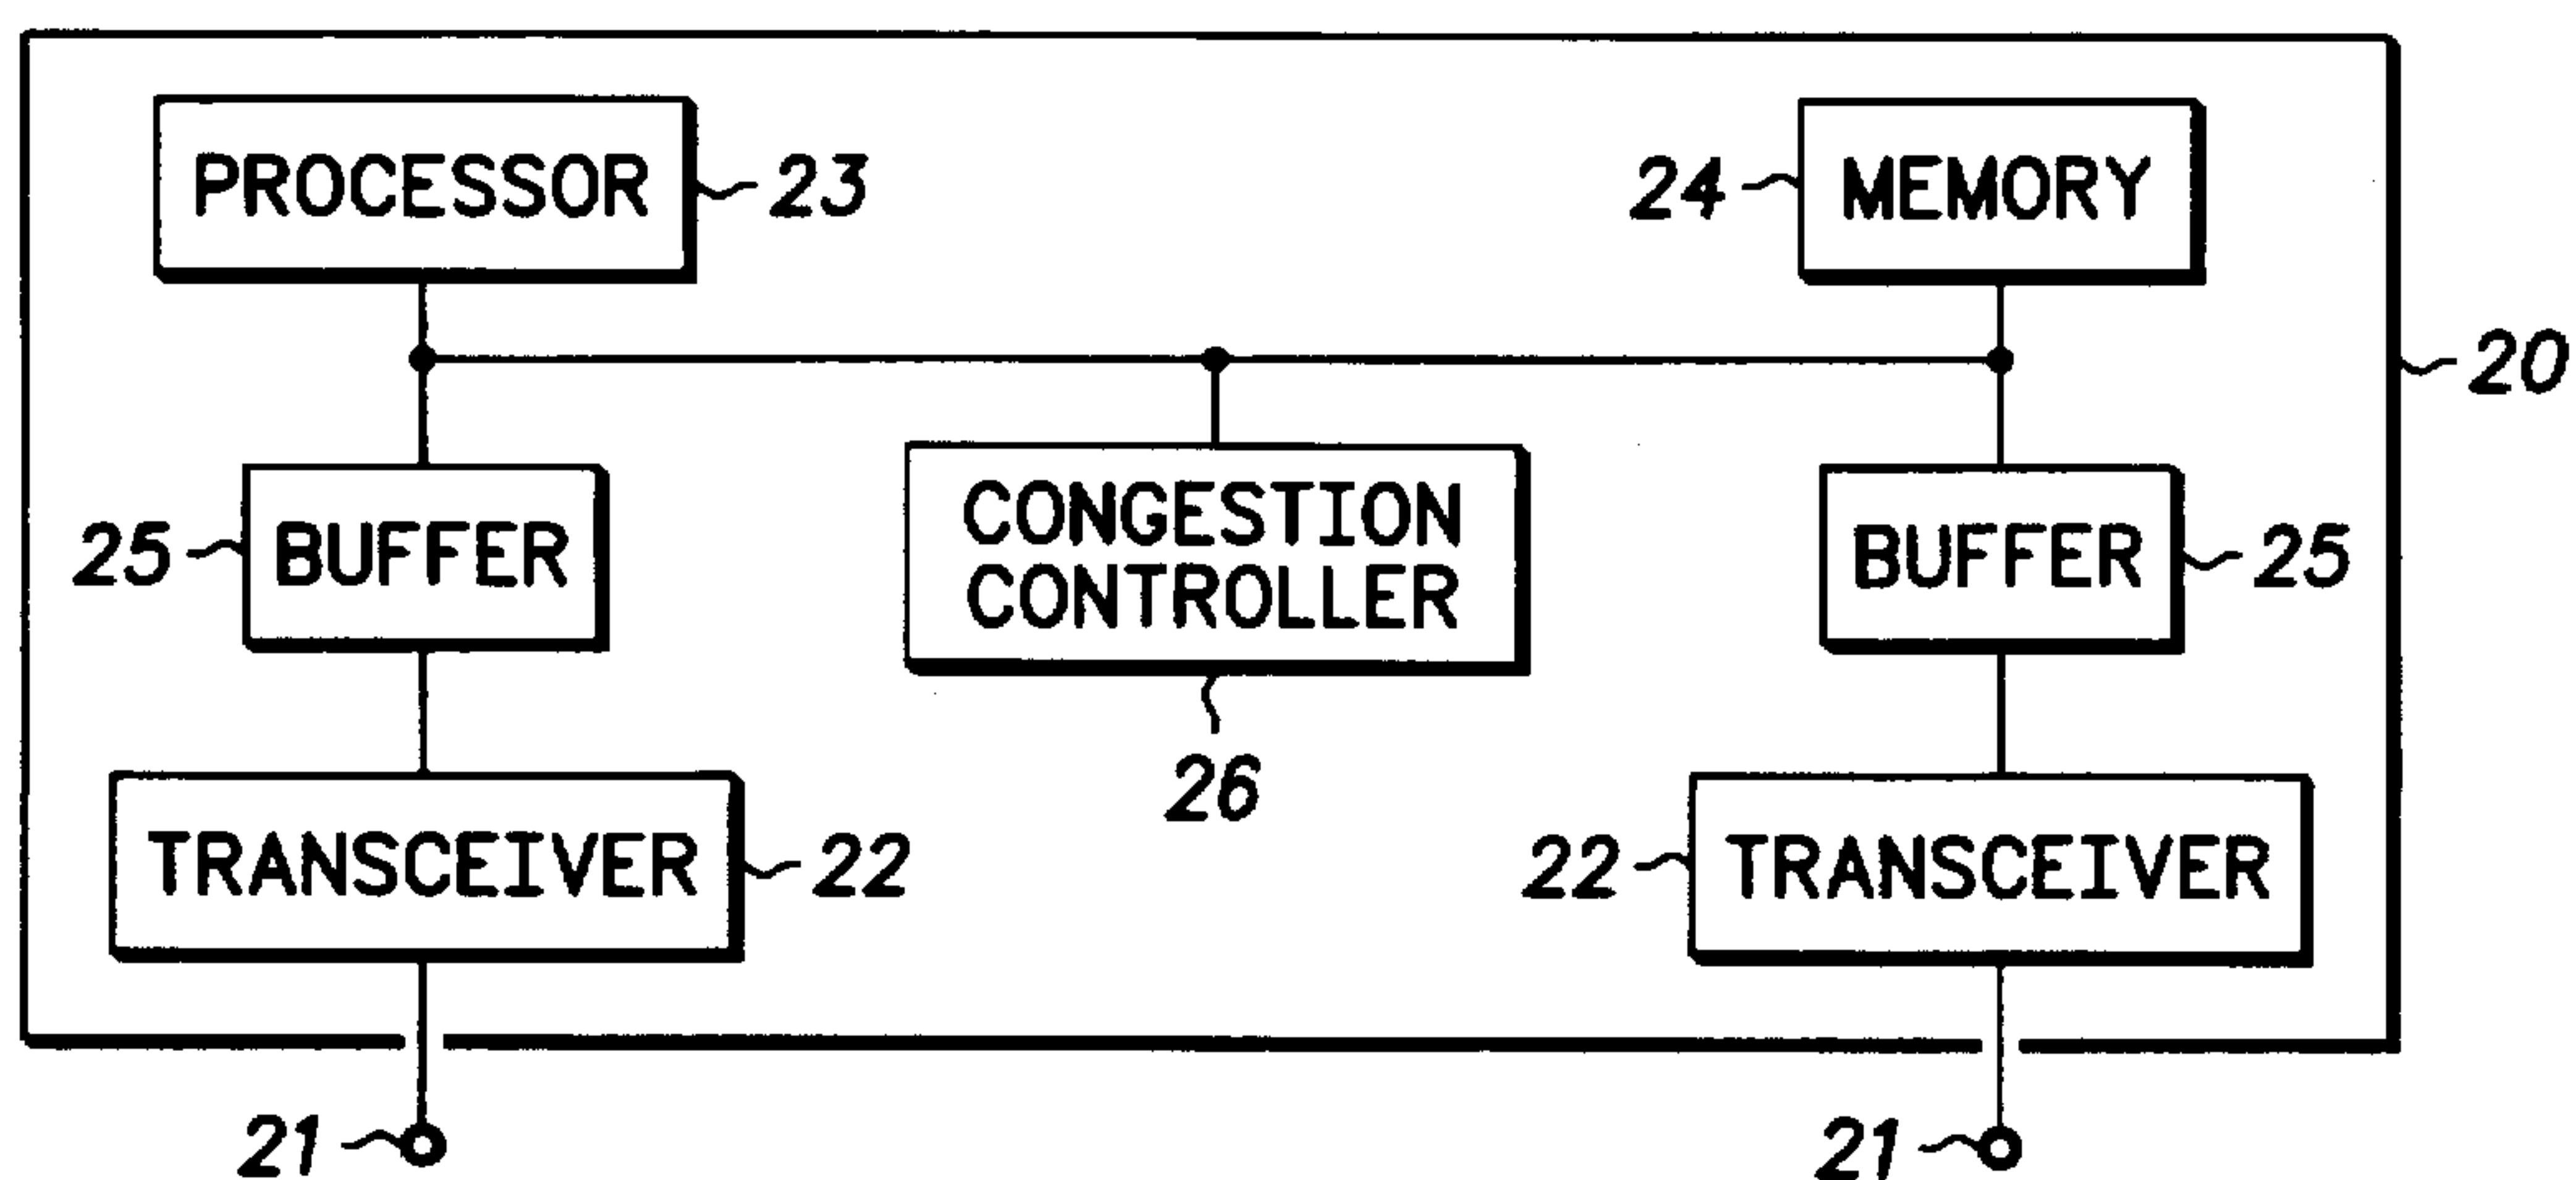 PROCESSOR 23
24 MEMORY
20
25 BUFFER
CONGESTION
CONTROLLER
BUFFER 25
26
TRANSCEIVER 22
22 TRANSCEIVER
21
21